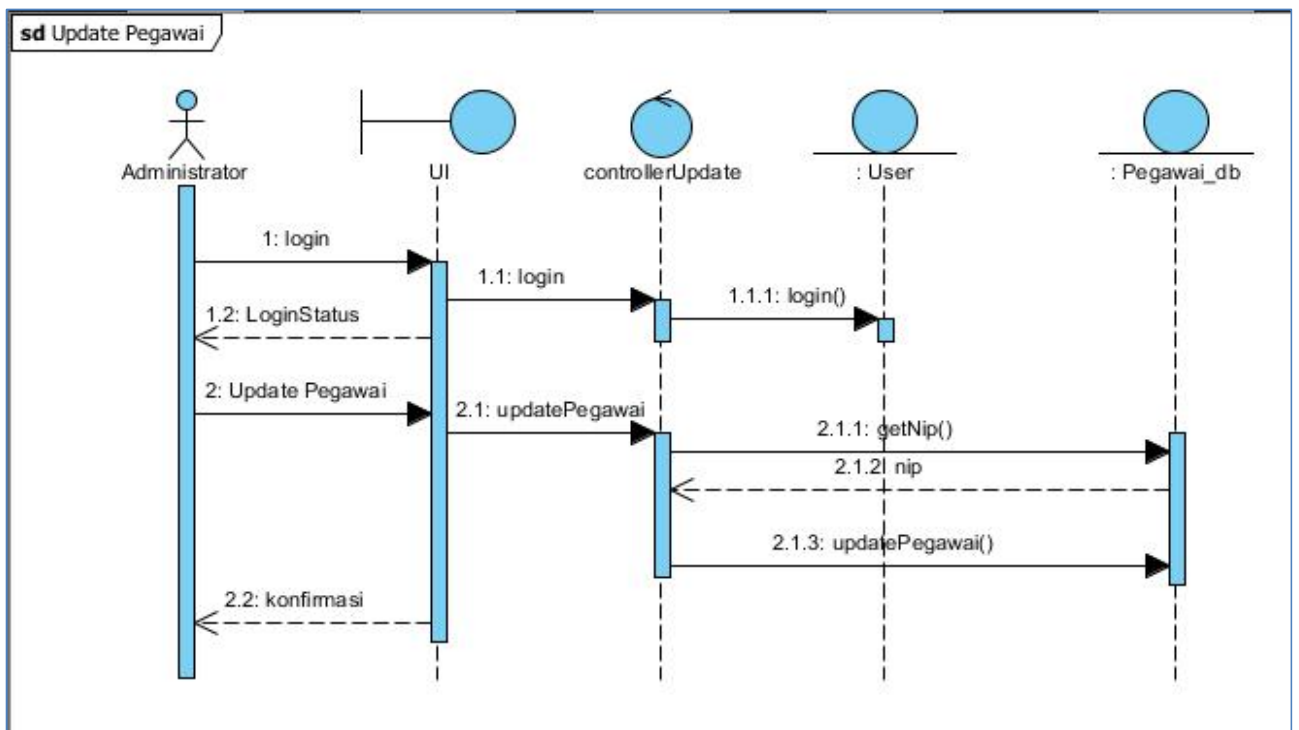 sd Update Pegawai
Administrator
UI
controllerUpdate
: User
: Pegawai_db
1: login
1.1: login
1.1.1: login()
1.2: LoginStatus
2: Update Pegawai
2.1: updatePegawai
2.1.1: getNip()
2.1.2: nip
2.1.3: updatePegawai()
2.2: konfirmasi